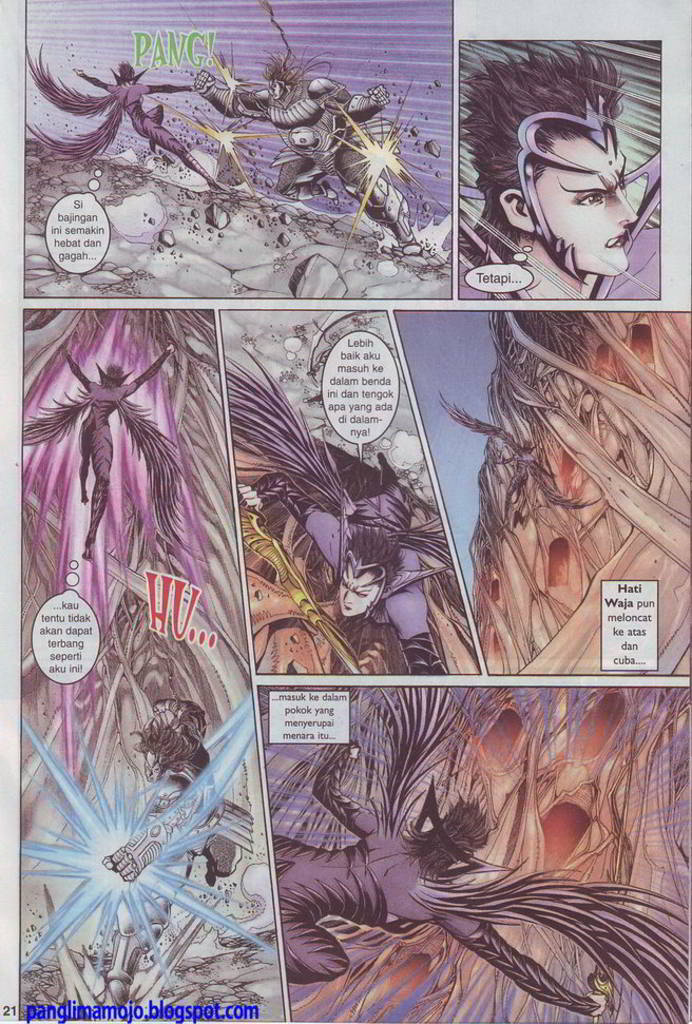 PANG!
Si
bajingan
ini semakin
hebat dan
gagah...
Tetapi...
...kau
tentu tidak
akan dapat
terbang
seperti
aku ini!
HU...
Lebih
baik aku
masuk ke
dalam benda
ini dan tengok
apa yang ada
di dalam-
nya!
Hati
Waja pun
meloncat
ke atas
dan
cuba....
...masuk ke dalam
pokok yang
menyerupai
menara itu...
21
panglimamojo.blogspot.com